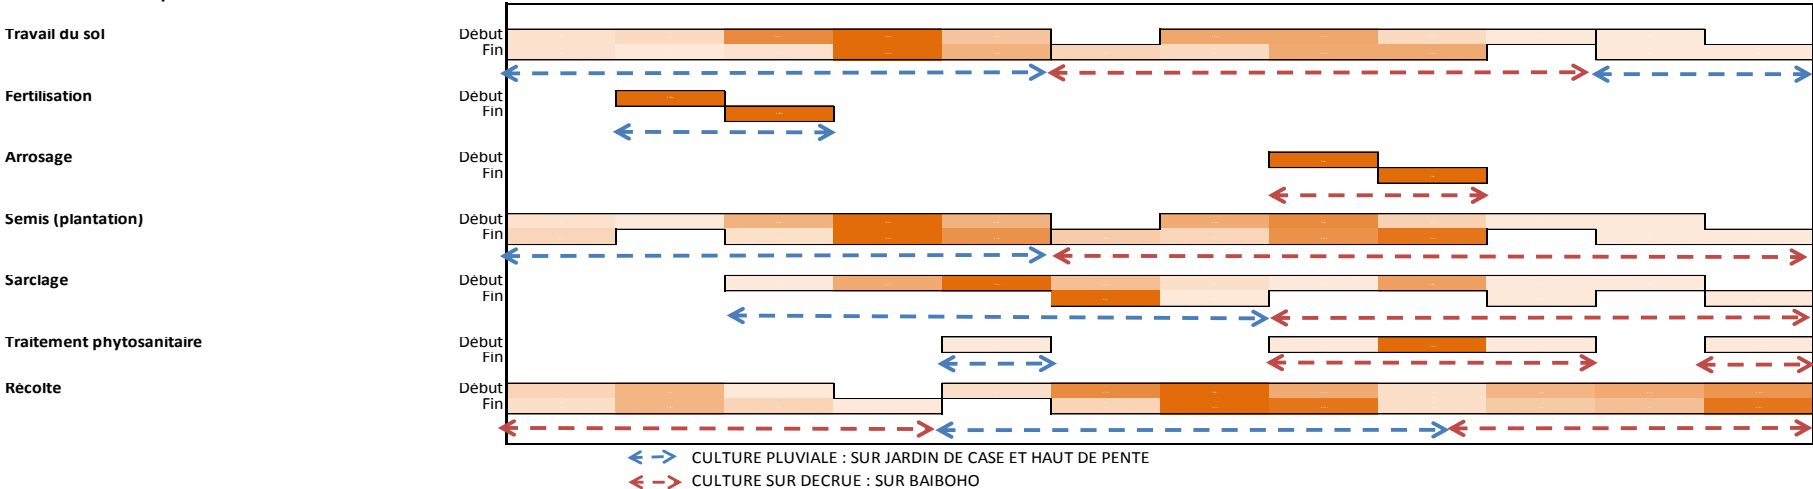 Travail du sol Début
Fin
Fertilisation Début
Fin
Arrosage Début
Fin
Semis (plantation) Début
Fin
Sarclage Début
Fin
Traitement phytosanitaire Début
Fin
Récolte Début
Fin
CULTURE PLUVIALE : SUR JARDIN DE CASE ET HAUT DE PENTE
CULTURE SUR DECRUE : SUR BAIBOHO